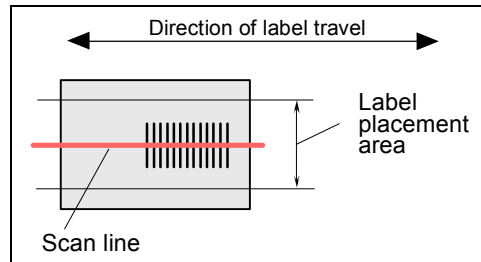 Direction of label travel
Label
placement
area
Scan line